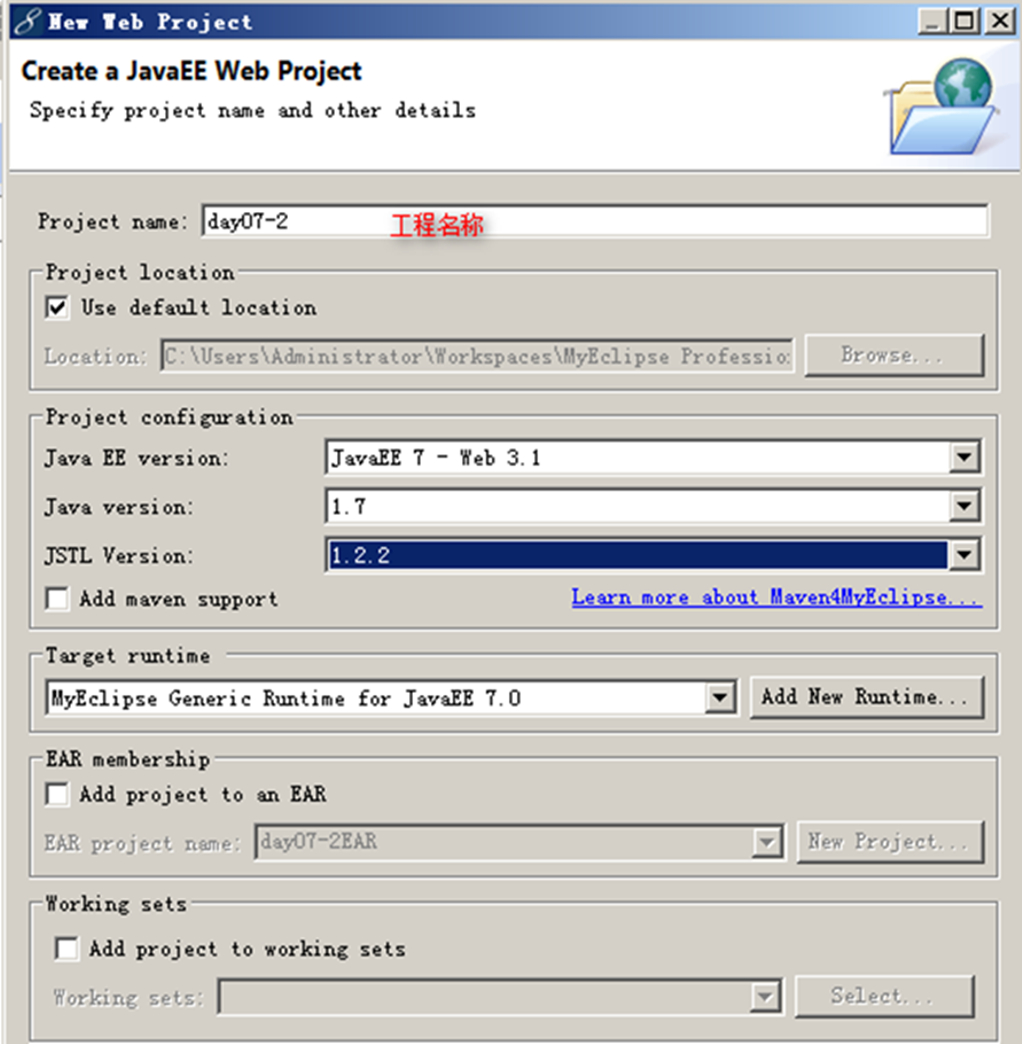 New Web Project
Create a JavaEE Web Project
Specify project name and other details
Project name: day07-2 工程名称
Project location
Use default location
Location: C:\Users\Administrator\Workspaces\MyEclipse Professio
Browse...
Project configuration
Java EE version: JavaEE 7 - Web 3.1
Java version: 1.7
JSTL Version: 1.2.2
Add maven support Learn more about Maven4MyEclipse...
Target runtime
MyEclipse Generic Runtime for JavaEE 7.0 Add New Runtime...
EAR membership
Add project to an EAR
EAR project name: day07-2EAR New Project...
Working sets
Add project to working sets
Working sets: Select...